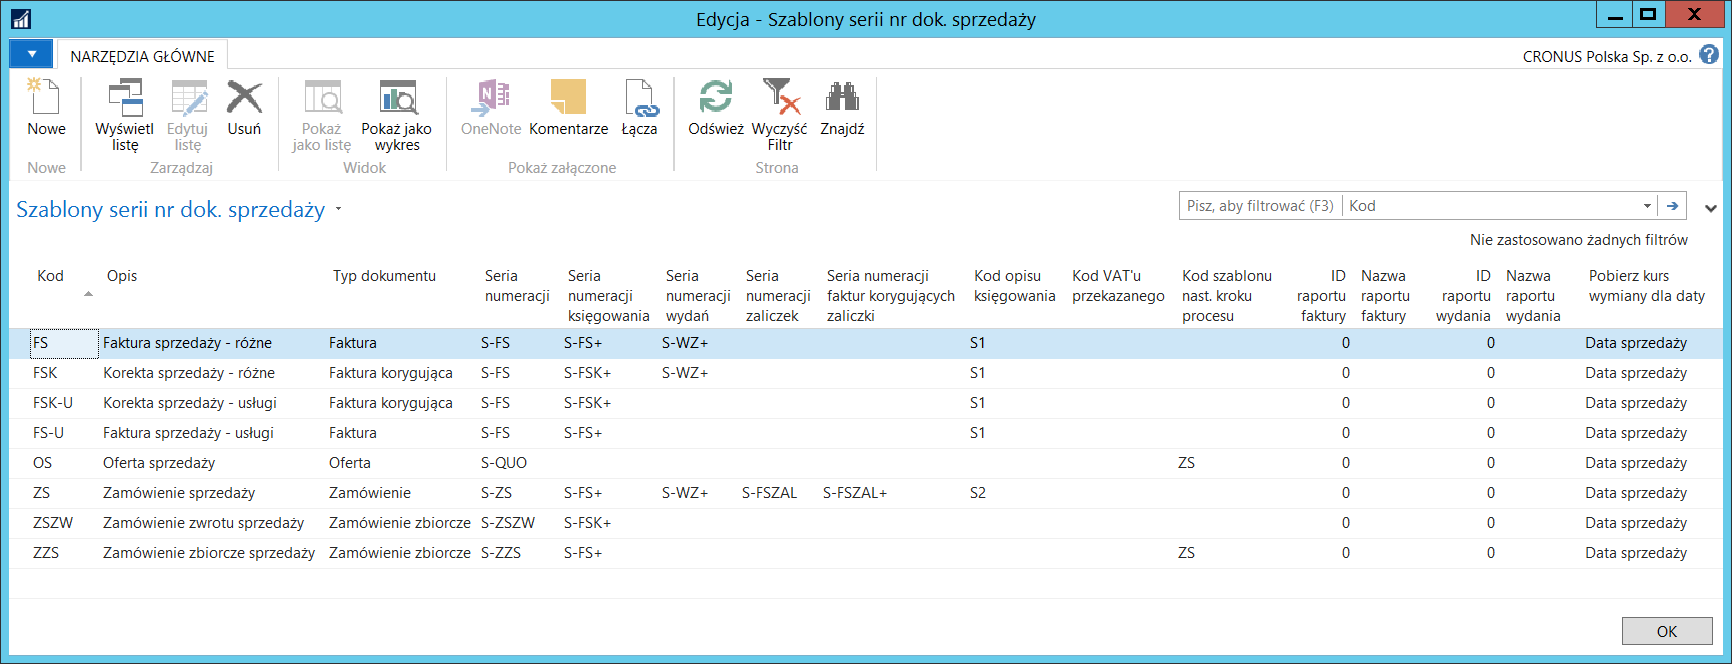 Edycja - Szablony serii nr dok. sprzedaży
NARZĘDZIA GŁÓWNE
CRONUS Polska Sp. z o.o. ?
Nowe
Wyświetl listę
Edytuj listę
Usuń
Pokaż jako listę
Pokaż jako wykres
OneNote
Komentarze
Łącza
Odśwież
Wyczyść Filtr
Znajdź
Nowe
Zarządzaj
Widok
Pokaż załączone
Strona
Szablony serii nr dok. sprzedaży
Pisz, aby filtrować (F3) Kod
Nie zastosowano żadnych filtrów
Kod
Opis
Typ dokumentu
Seria numeracji
Seria numeracji księgowania
Seria numeracji wydań
Seria numeracji zaliczek
Seria numeracji faktur korygujących zaliczki
Kod opisu księgowania
Kod VAT'u przekazanego
Kod szablonu nast. kroku procesu
ID raportu faktury
Nazwa raportu faktury
ID raportu wydania
Nazwa raportu wydania
Pobierz kurs wymiany dla daty
FS Faktura sprzedaży - różne Faktura S-FS S-FS+ S-WZ+ S1 0 0 Data sprzedaży
FSK Korekta sprzedaży - różne Faktura korygująca S-FS S-FSK+ S-WZ+ S1 0 0 Data sprzedaży
FSK-U Korekta sprzedaży - usługi Faktura korygująca S-FS S-FSK+ S1 0 0 Data sprzedaży
FS-U Faktura sprzedaży - usługi Faktura S-FS S-FS+ S1 0 0 Data sprzedaży
OS Oferta sprzedaży Oferta S-QUO ZS 0 0 Data sprzedaży
ZS Zamówienie sprzedaży Zamówienie S-ZS S-FS+ S-WZ+ S-FSZAL S-FSZAL+ S2 0 0 Data sprzedaży
ZSZW Zamówienie zwrotu sprzedaży Zamówienie zbiorcze S-ZSZW S-FSK+ 0 0 Data sprzedaży
ZZS Zamówienie zbiorcze sprzedaży Zamówienie zbiorcze S-ZZS S-FS+ ZS 0 0 Data sprzedaży
OK